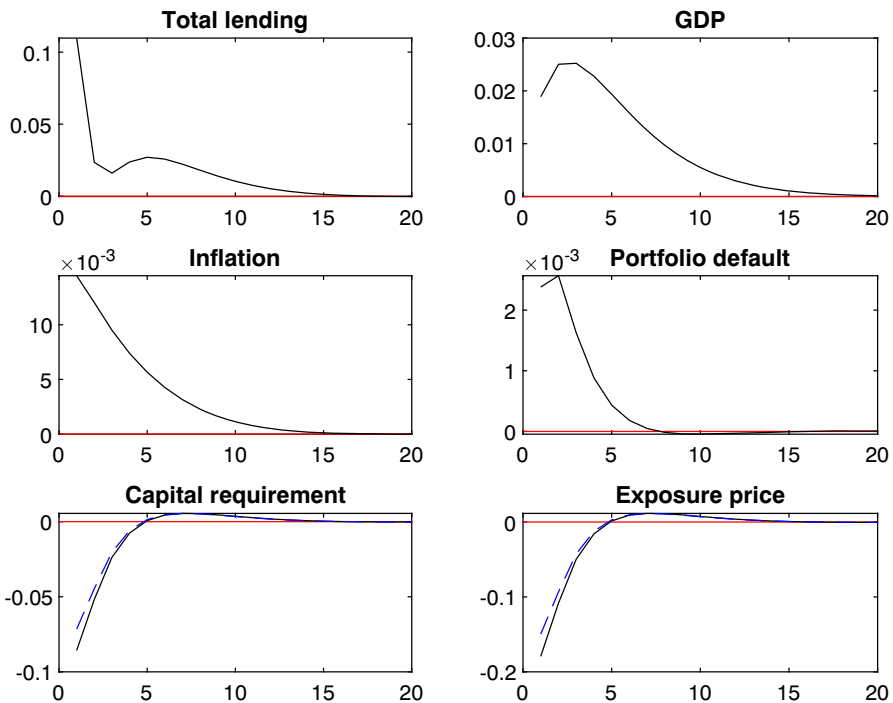 Total lending
0.1
0.05
0
0 5 10 15 20
GDP
0.03
0.02
0.01
0
0 5 10 15 20
Inflation
×10⁻³
10
5
0
0 5 10 15 20
Portfolio default
×10⁻³
2
1
0
0 5 10 15 20
Capital requirement
0
-0.05
-0.1
0 5 10 15 20
Exposure price
0
-0.1
-0.2
0 5 10 15 20